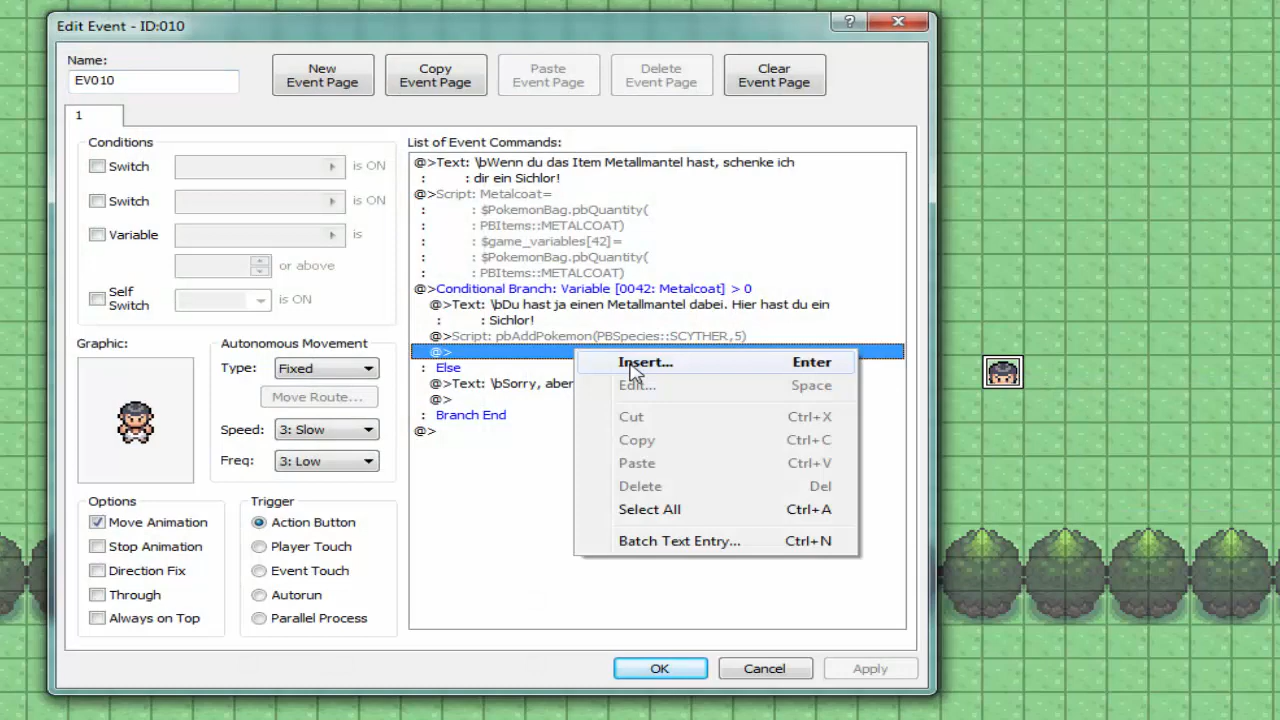 Edit Event - ID:010
Name:
EV010
New Event Page
Copy Event Page
Paste Event Page
Delete Event Page
Clear Event Page
1
Conditions
Switch is ON
Switch is ON
Variable is
or above
Self Switch is ON
Graphic:
Autonomous Movement
Type: Fixed
Move Route...
Speed: 3: Slow
Freq: 3: Low
Options
Move Animation
Stop Animation
Direction Fix
Through
Always on Top
Trigger
Action Button
Player Touch
Event Touch
Autorun
Parallel Process
List of Event Commands:
@>Text: \bWenn du das Item Metallmantel hast, schenke ich
: : dir ein Sichlor!
@>Script: Metalcoat=
: : $PokemonBag.pbQuantity(
: : PBItems::METALCOAT)
: : $game_variables[42]=
: : $PokemonBag.pbQuantity(
: : PBItems::METALCOAT)
@>Conditional Branch: Variable [0042: Metalcoat] > 0
@>Text: \bDu hast ja einen Metallmantel dabei. Hier hast du ein
: : Sichlor!
@>Script: pbAddPokemon(PBSpecies::SCYTHER,5)
@>
: Else
@>Text: \bSorry, aber
@>
: Branch End
@>
Insert... Enter
Edit... Space
Cut Ctrl+X
Copy Ctrl+C
Paste Ctrl+V
Delete Del
Select All Ctrl+A
Batch Text Entry... Ctrl+N
OK
Cancel
Apply